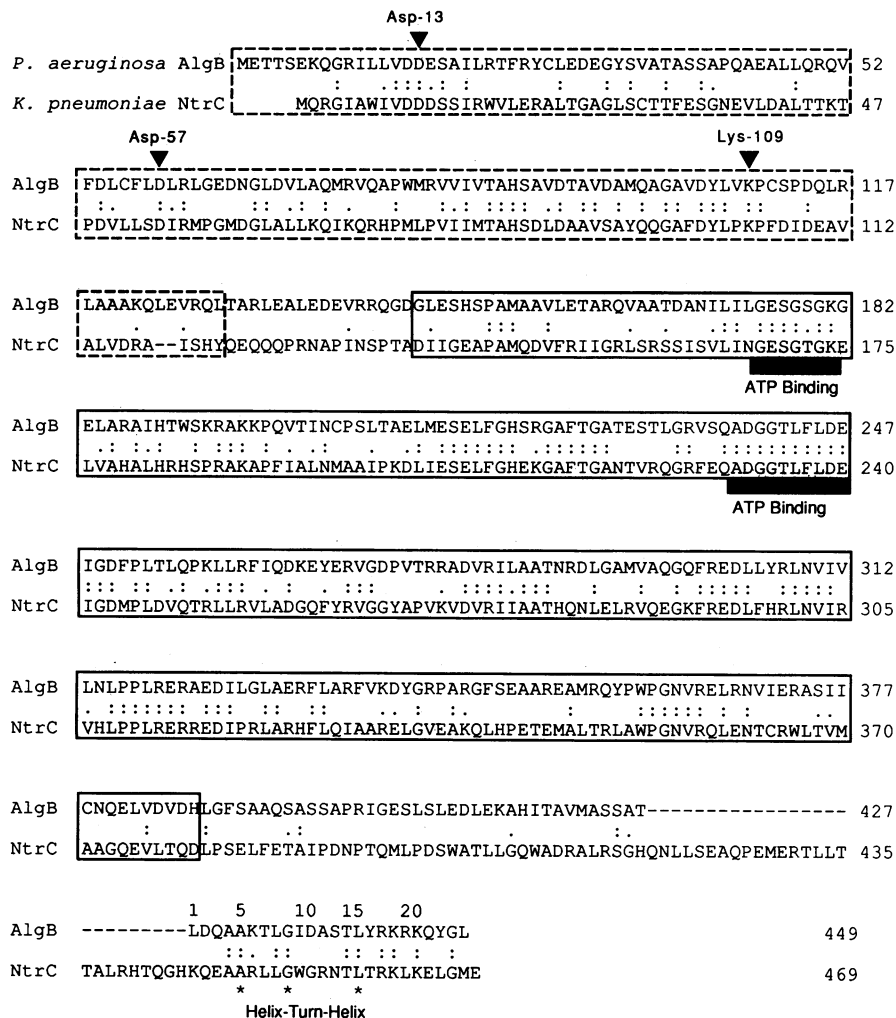 Asp-13
P. aeruginosa AlgB METTSEKQGRILLVDDESAILRTFRYCLEDEGYSVATASSAPQAEALLQRQV 52
K. pneumoniae NtrC MQRGIAWIVDDDSSIRWVLERALTGAGLSCTTFESGNEVLDALTTKT 47
Asp-57 Lys-109
AlgB FDLCFLDLRLGEDNGLDVLAQMRVQAPWMRVVIVTAHSAVDTAVDAMQAGAVDYLVKPCSPDQLR 117
NtrC PDVLLSDIRMPGMDGLALLKQIKQRHPMLPVIIMTAHSDLDAAVSAYQQGAFDYLPKPFDIDEAV 112
AlgB LAAAKQLEVRQLTARLEALEDEVRRQGDGLESHSPAMAAVLETARQVAATDANILILGESGSGKG 182
NtrC ALVDRA--ISHYQEQQQPRNAPINSPTADIIGEAPAMQDVFRIIGRLSRSSISVLINGESGTGKE 175
ATP Binding
AlgB ELARAIHTWSKRAKKPQVTINCPSLTAELMESELFGHSRGAFTGATESTLGRVSQADGGTLFLDE 247
NtrC LVAHALHRHSPRAKAPFIALNMAAIPKDLIESELFGHEKGAFTGANTVRQGRFEQADGGTLFLDE 240
ATP Binding
AlgB IGDFPLTLQPKLLRFIQDKEYERVGDPVTRRADVRILAATNRDLGAMVAQGQFREDLLYRLNVIV 312
NtrC IGDMPLDVQTRLLRVLADGQFYRVGGYAPVKVDVRIIAATHQNLELRVQEGKFREDLFHRLNVIR 305
AlgB LNLPPLRERAEDILGLAERFLARFVKDYGRPARGFSEAAREAMRQYPWPGNVRELRNVIERASII 377
NtrC VHLPPLRERREDIPRLARHFLQIAARELGVEAKQLHPETEMALTRLAWPGNVRQLENTCRWLTVM 370
AlgB CNQELVDVDHLGFSAAQSASSAPRIGESLSLEDLEKAHITAVMASSAT----------------- 427
NtrC AAGQEVLTQDLPSELFETAIPDNPTQMLPDSWATLLGQWADRALRSGHQNLLSEAQPEMERTLLT 435
1 5 10 15 20
AlgB ---------LDQAAKTLGIDASTLYRKRKQYGL 449
NtrC TALRHTQGHKQEAARLLGWGRNTLTRKLKELGME 469
* * *
Helix-Turn-Helix